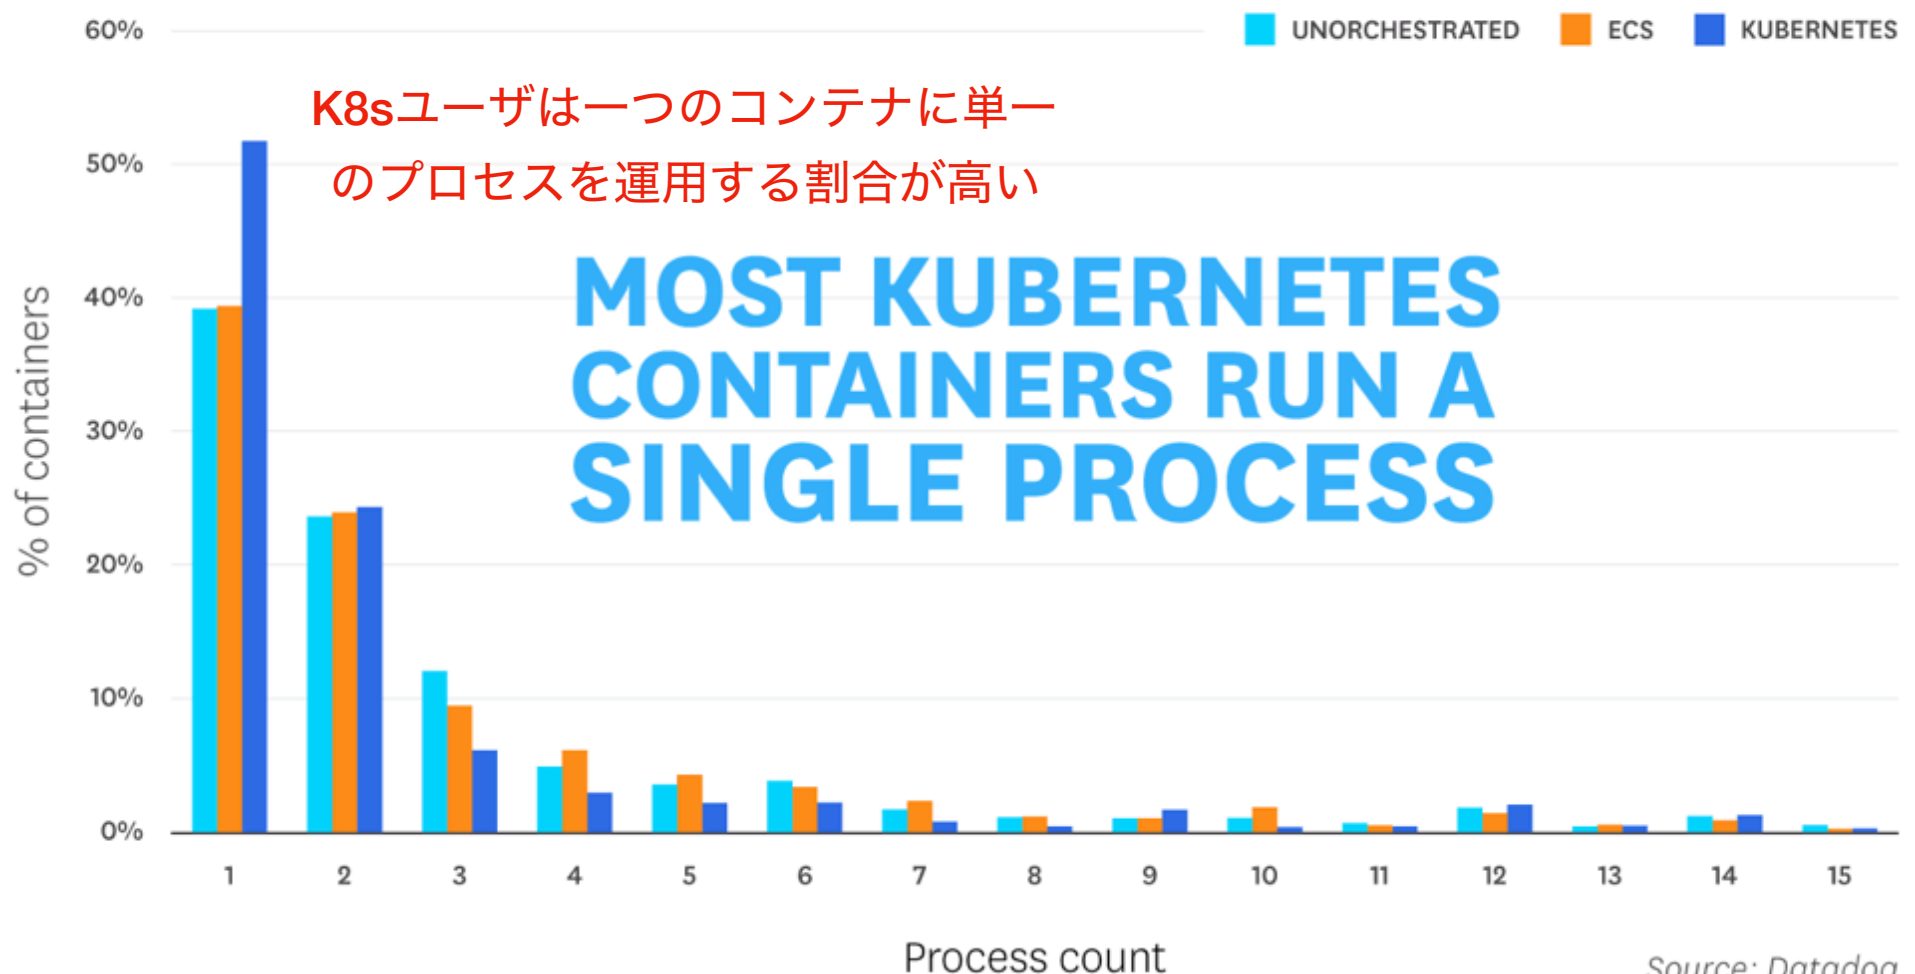 60%
UNORCHESTRATED ECS KUBERNETES
K8sユーザは一つのコンテナに単一
のプロセスを運用する割合が高い
50%
MOST KUBERNETES
CONTAINERS RUN A
SINGLE PROCESS
40%
30%
20%
10%
0%
% of containers
1 2 3 4 5 6 7 8 9 10 11 12 13 14 15
Process count
Source: Datadog